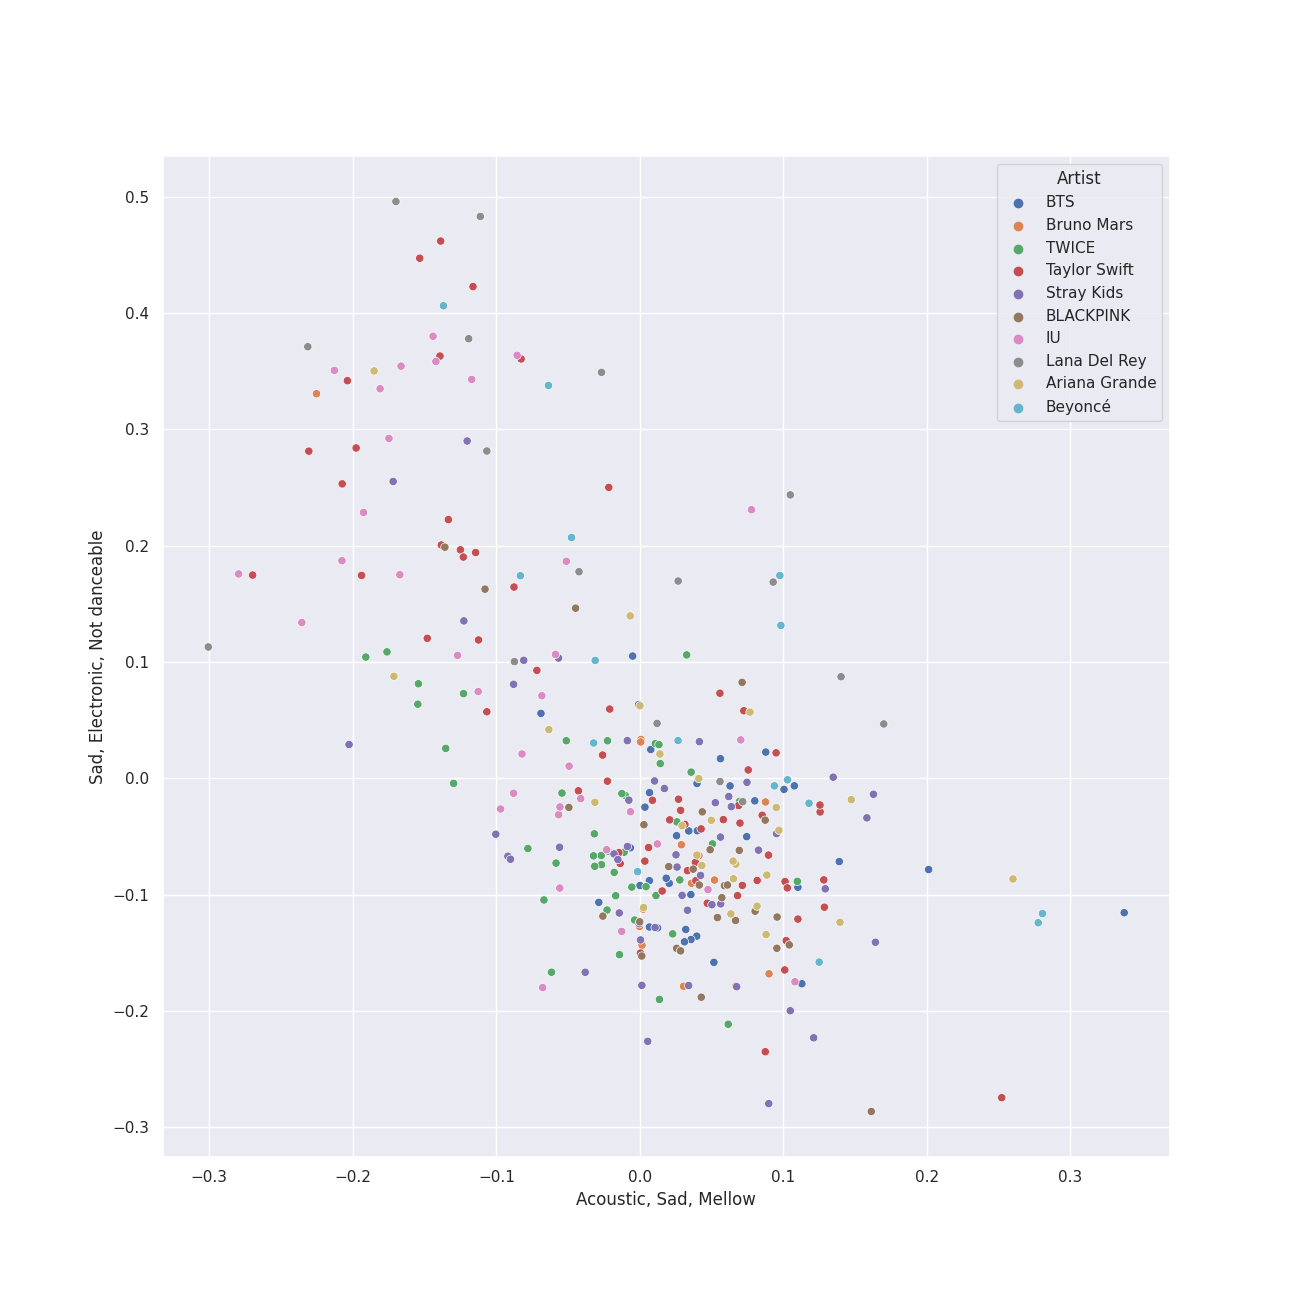 Artist
BTS
Bruno Mars
TWICE
Taylor Swift
Stray Kids
BLACKPINK
IU
Lana Del Rey
Ariana Grande
Beyoncé
Sad, Electronic, Not danceable
0.5
0.4
0.3
0.2
0.1
0.0
−0.1
−0.2
−0.3
−0.3 −0.2 −0.1 0.0 0.1 0.2 0.3
Acoustic, Sad, Mellow